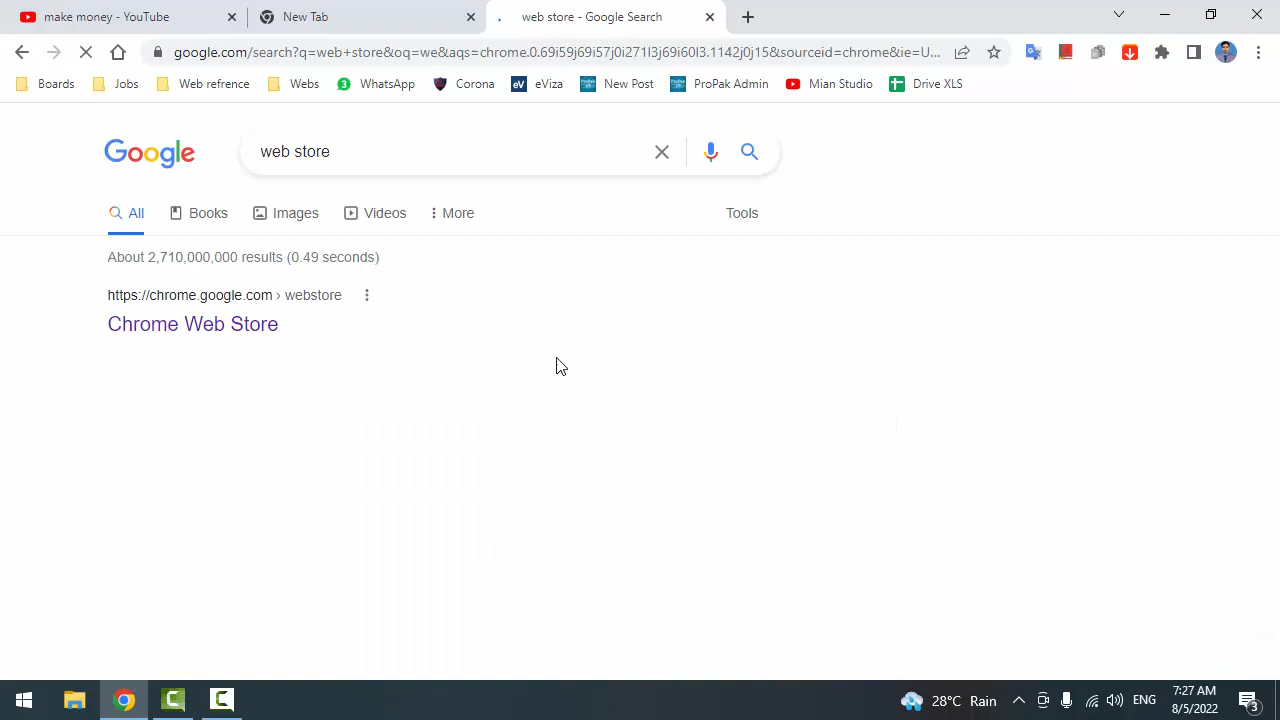 make money - YouTube
New Tab
web store - Google Search
google.com/search?q=web+store&oq=we&aqs=chrome.0.69i59j69i57j0i271l3j69i60l3.1142j0j15&sourceid=chrome&ie=U...
Boards
Jobs
Web refrence
Webs
3 WhatsApp
Corona
eV eViza
New Post
ProPak Admin
Mian Studio
Drive XLS
Google
web store
All
Books
Images
Videos
More
Tools
About 2,710,000,000 results (0.49 seconds)
https://chrome.google.com › webstore
Chrome Web Store
28°C Rain
ENG
7:27 AM
8/5/2022
3